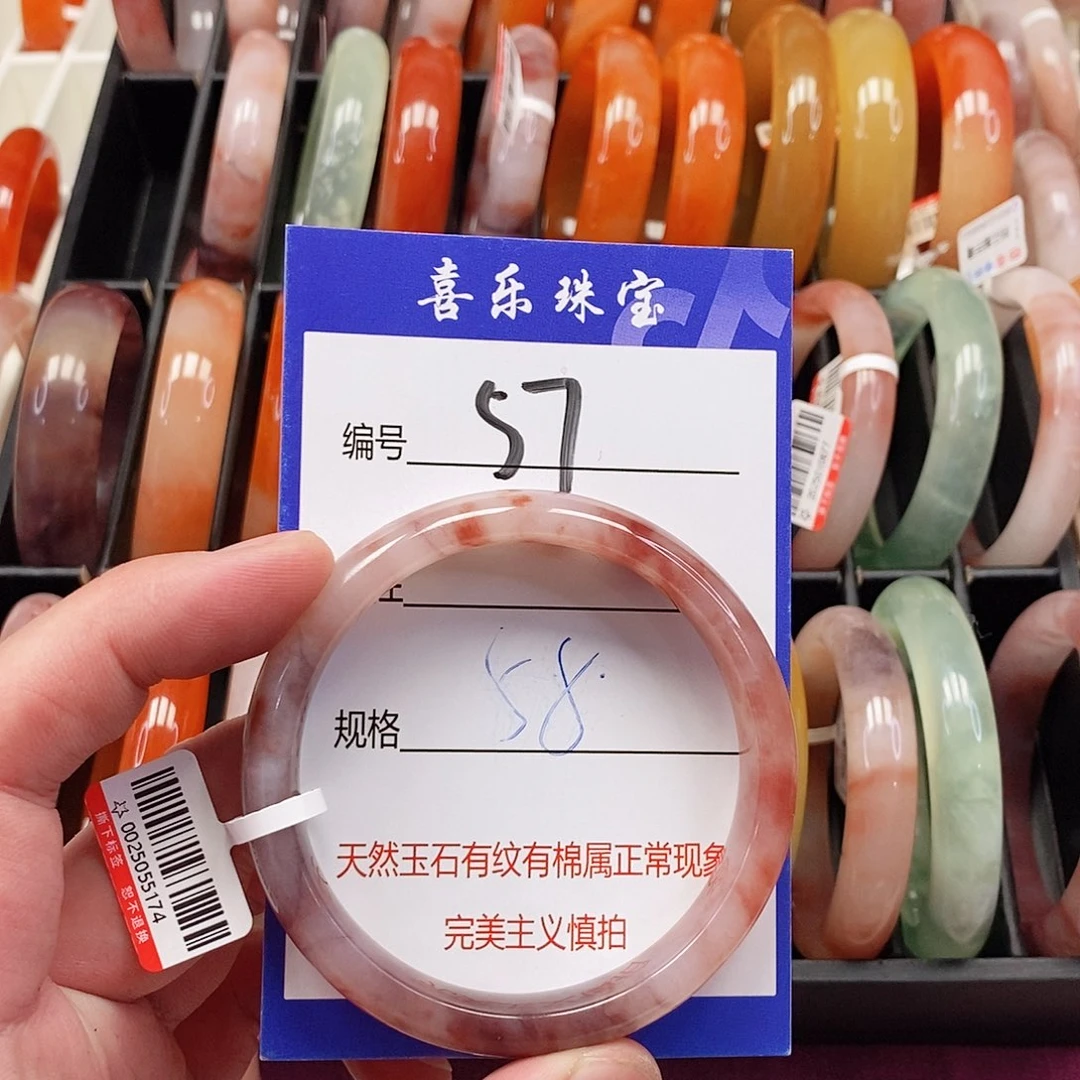 喜乐珠宝
编号 57
规格 58
天然玉石有纹有棉属正常现象
完美主义慎拍
0025055174
撕下标签 恕不退换